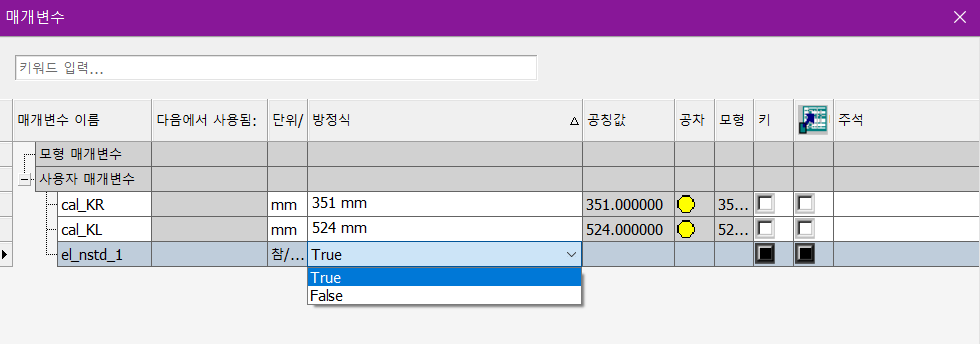 매개변수
키워드 입력...
매개변수 이름 다음에서 사용됨: 단위/ 방정식 공칭값 공차 모형 키 주석
모형 매개변수
사용자 매개변수
cal_KR mm 351 mm 351.000000 35...
cal_KL mm 524 mm 524.000000 52...
el_nstd_1 참/... True
True
False